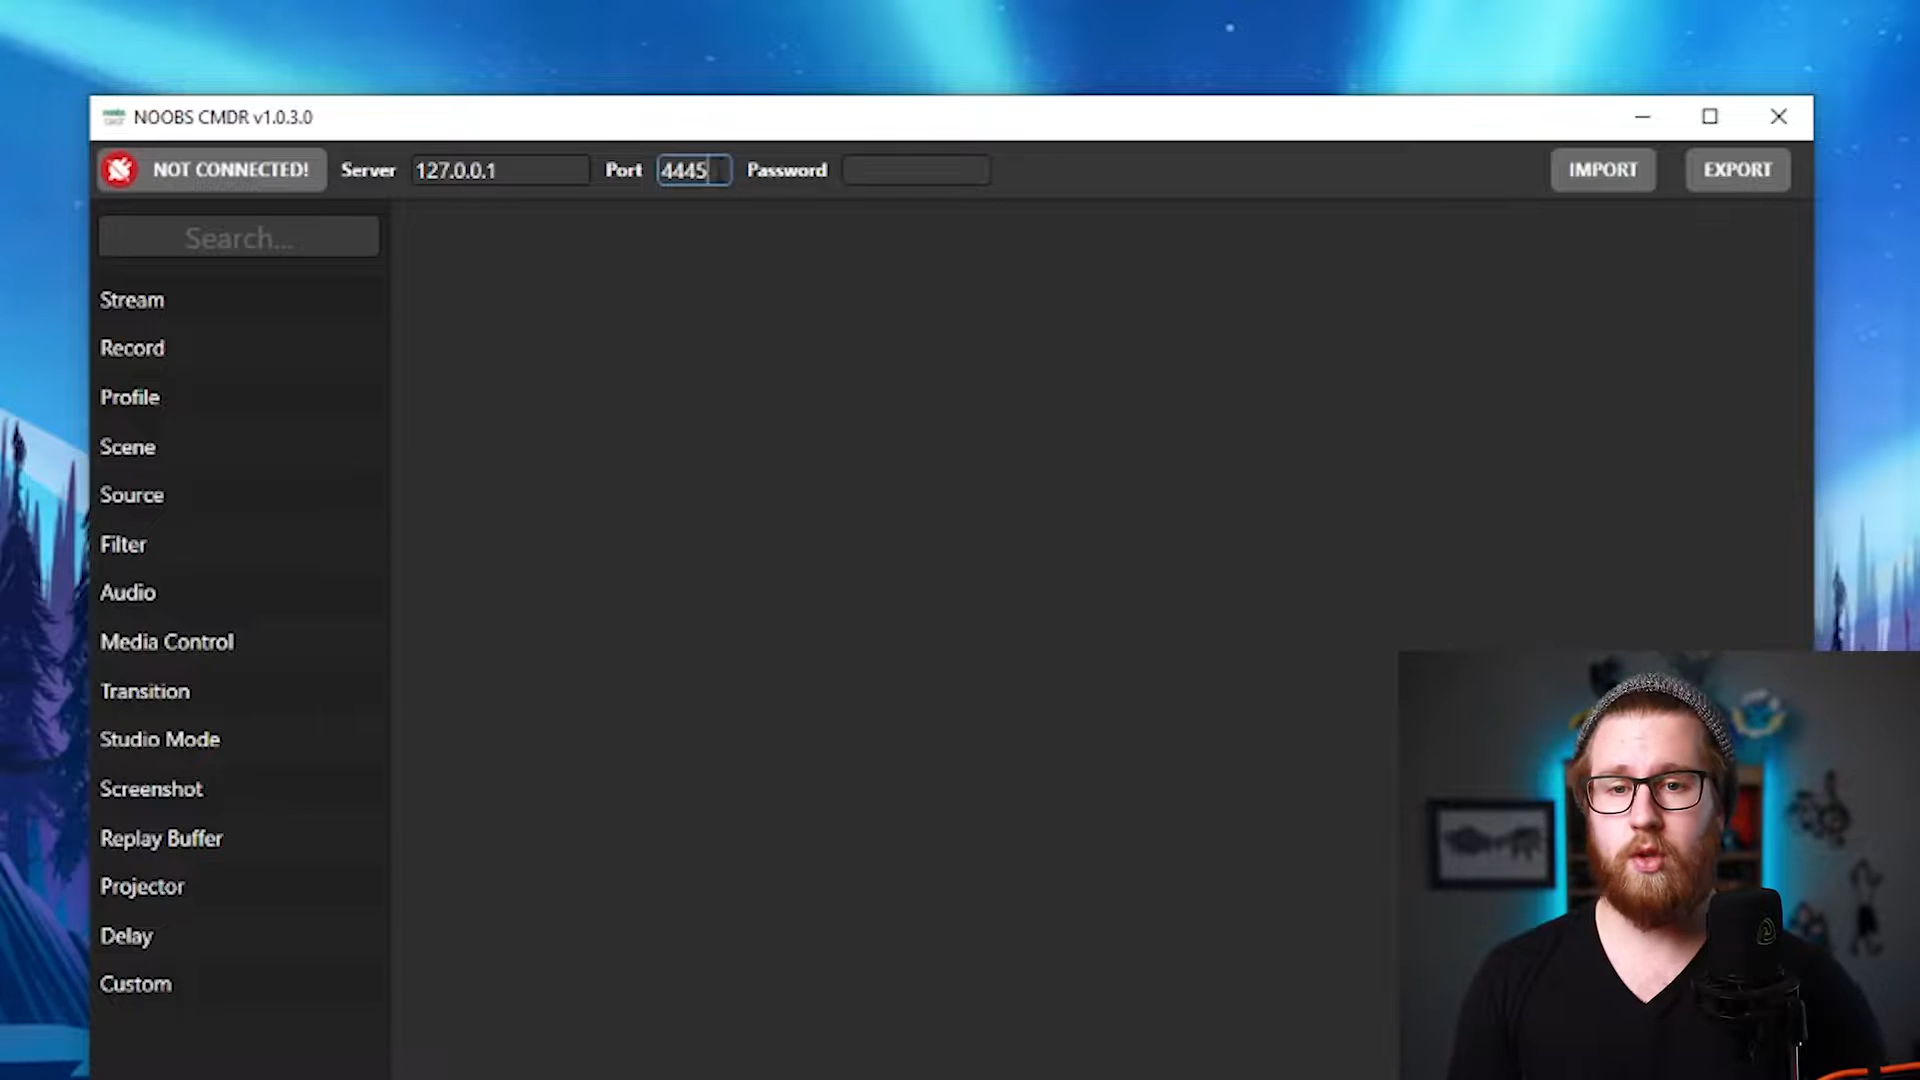 NOOBS CMDR v1.0.3.0
NOT CONNECTED! Server 127.0.0.1 Port 4445 Password IMPORT EXPORT
Search...
Stream
Record
Profile
Scene
Source
Filter
Audio
Media Control
Transition
Studio Mode
Screenshot
Replay Buffer
Projector
Delay
Custom